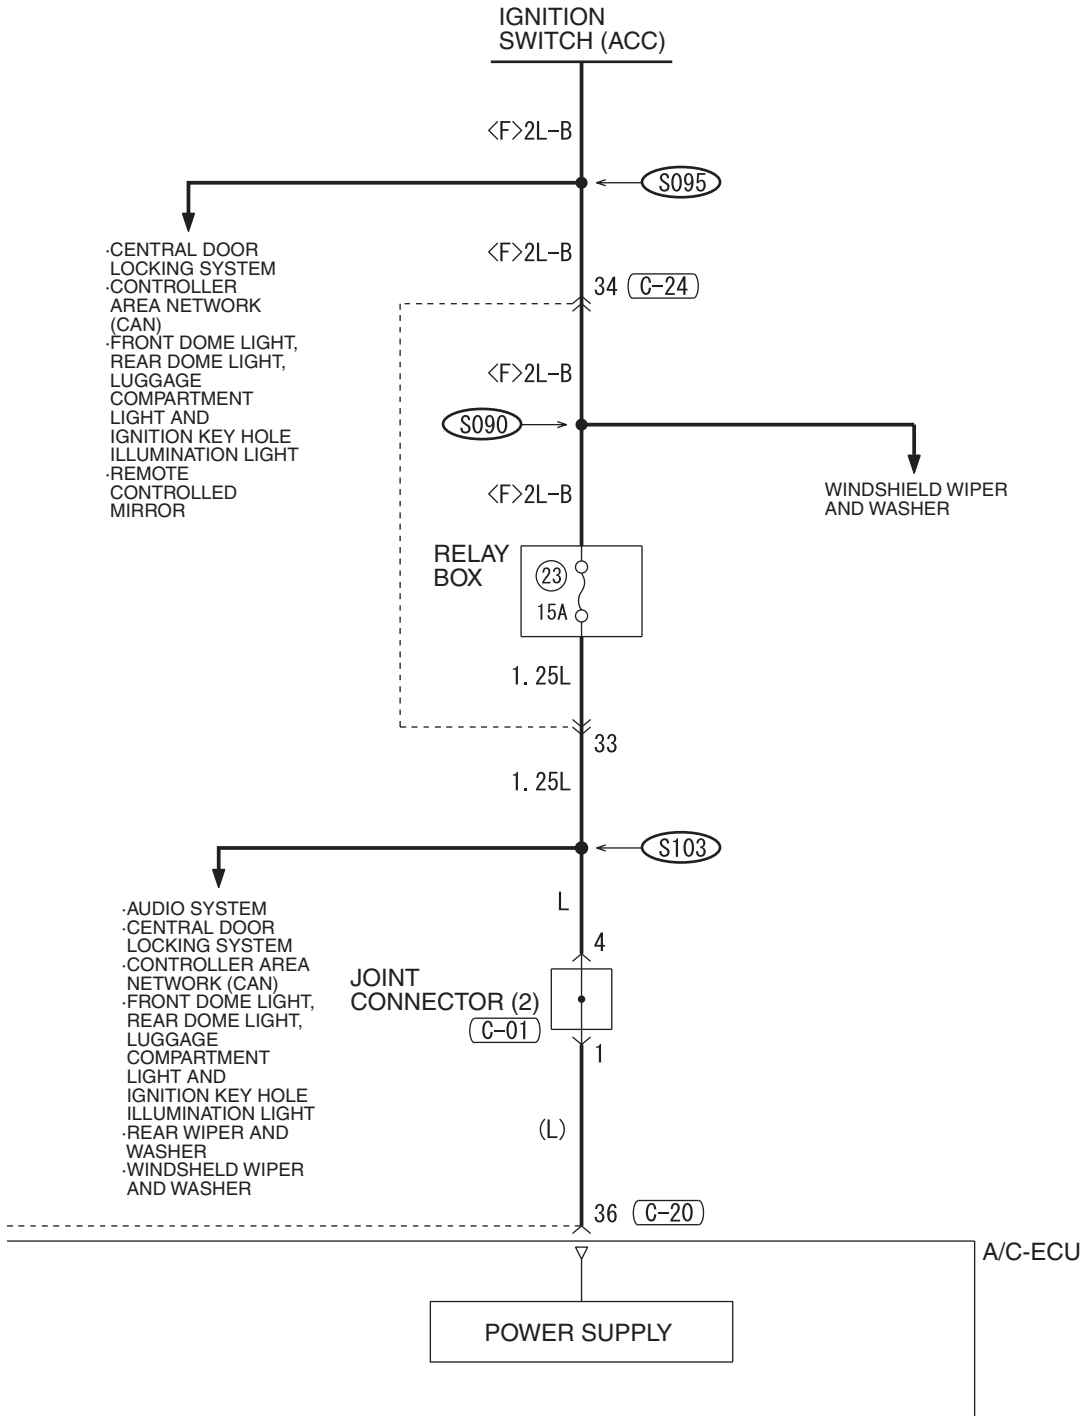 IGNITION
SWITCH (ACC)
<F>2L-B
S095
·CENTRAL DOOR
LOCKING SYSTEM
·CONTROLLER
AREA NETWORK
(CAN)
·FRONT DOME LIGHT,
REAR DOME LIGHT,
LUGGAGE
COMPARTMENT
LIGHT AND
IGNITION KEY HOLE
ILLUMINATION LIGHT
·REMOTE
CONTROLLED
MIRROR
<F>2L-B
34 C-24
<F>2L-B
S090
WINDSHIELD WIPER
AND WASHER
<F>2L-B
RELAY
BOX
23
15A
1.25L
33
1.25L
S103
·AUDIO SYSTEM
·CENTRAL DOOR
LOCKING SYSTEM
·CONTROLLER AREA
NETWORK (CAN)
·FRONT DOME LIGHT,
REAR DOME LIGHT,
LUGGAGE
COMPARTMENT
LIGHT AND
IGNITION KEY HOLE
ILLUMINATION LIGHT
·REAR WIPER AND
WASHER
·WINDSHELD WIPER
AND WASHER
L
4
JOINT
CONNECTOR (2)
C-01
1
(L)
36 C-20
A/C-ECU
POWER SUPPLY